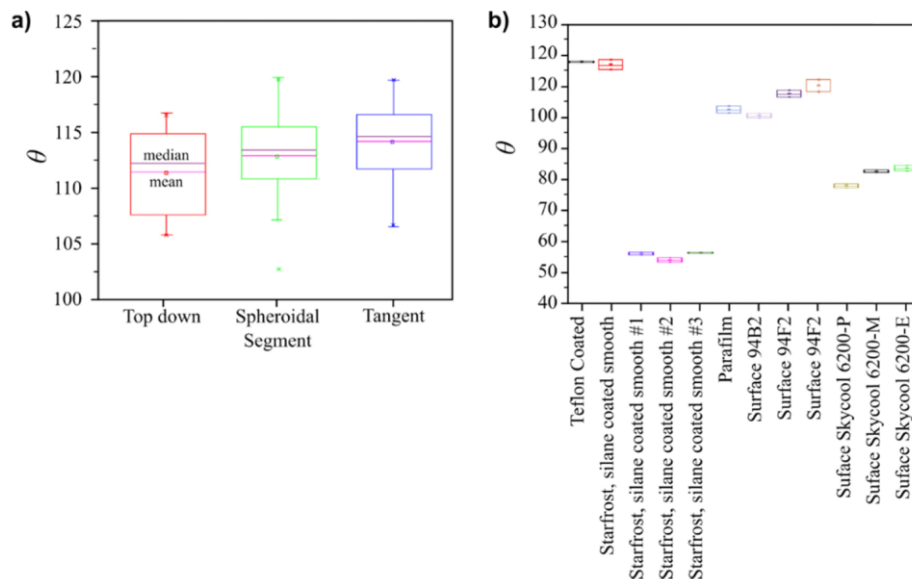 a)
125
120
115
110
105
100
θ
median
mean
Top down
Spheroidal
Segment
Tangent
b)
130
120
120
100
80
80
70
60
50
40
θ
Teflon Coated
Starfrost, silane coated smooth
Starfrost, silane coated smooth #1
Starfrost, silane coated smooth #2
Starfrost, silane coated smooth #3
Parafilm
Surface 94B2
Surface 94F2
Surface 94F2
Suface Skycool 6200-P
Suface Skycool 6200-M
Suface Skycool 6200-E